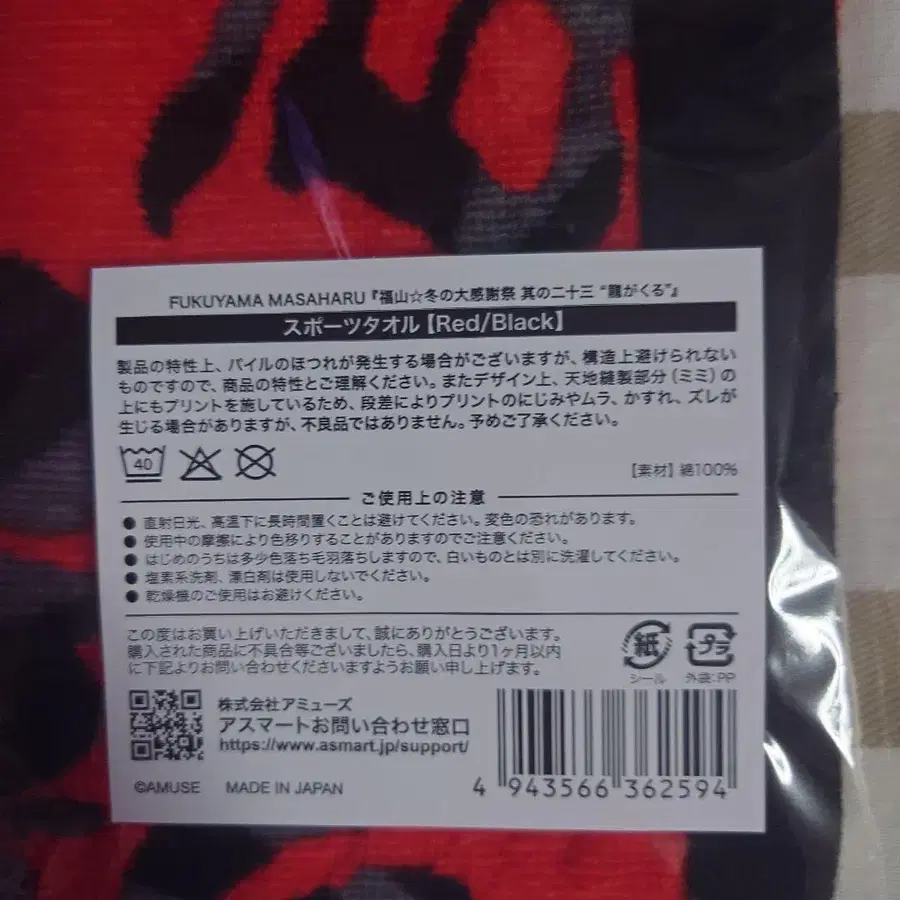 FUKUYAMA MASAHARU『福山☆冬の大感謝祭 其の二十三 “龍がくる”』
スポーツタオル【Red/Black】
製品の特性上、パイルのほつれが発生する場合がございますが、構造上避けられない
ものですので、商品の特性とご理解ください。またデザイン上、天地縫製部分（ミミ）の
上にもプリントを施しているため、段差によりプリントのにじみやムラ、かすれ、ズレが
生じる場合がありますが、不良品ではありません。予めご了承ください。
40
【素材】綿100%
ご使用上の注意
● 直射日光、高温下に長時間置くことは避けてください。変色の恐れがあります。
● 使用中の摩擦により色移りすることがありますのでご注意ください。
● はじめのうちは多少色落ち毛羽落ちしますので、白いものとは別に洗濯してください。
● 塩素系洗剤、漂白剤は使用しないでください。
● 乾燥機のご使用はお避けください。
この度はお買い上げいただきまして、誠にありがとうございます。
購入された商品に不具合等ございましたら、購入日より1ヶ月以内
に下記よりお問い合わせくださいますようお願い申し上げます。
紙
シール
プラ
外袋:PP
株式会社アミューズ
アスマートお問い合わせ窓口
https://www.asmart.jp/support/
©AMUSE MADE IN JAPAN
4 943566 362594